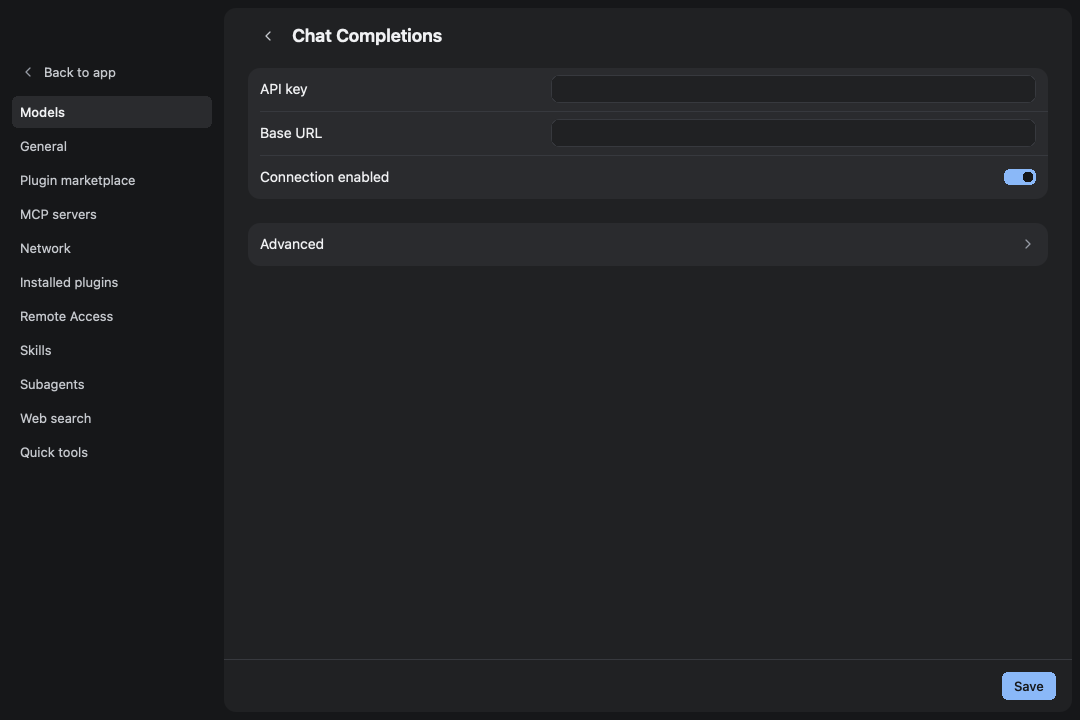 Back to app
Models
General
Plugin marketplace
MCP servers
Network
Installed plugins
Remote Access
Skills
Subagents
Web search
Quick tools
Chat Completions
API key
Base URL
Connection enabled
Advanced
Save